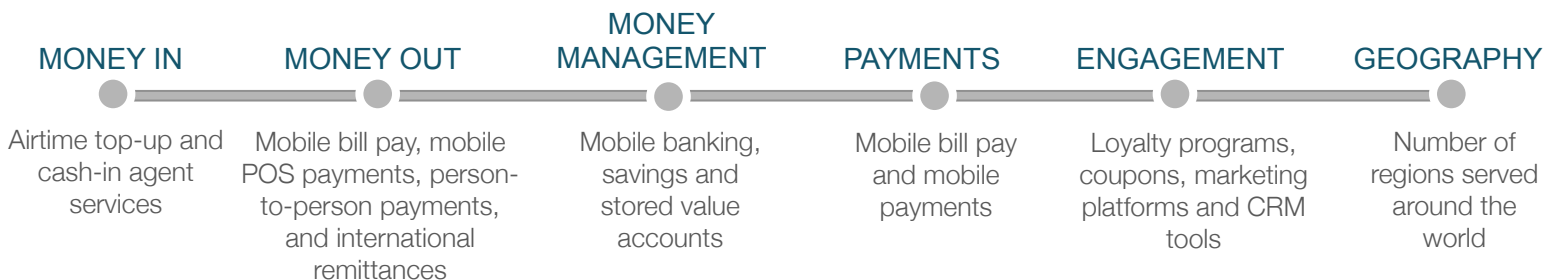 MONEY IN
Airtime top-up and
cash-in agent
services
MONEY OUT
Mobile bill pay, mobile
POS payments, person-
to-person payments,
and international
remittances
MONEY
MANAGEMENT
Mobile banking,
savings and
stored value
accounts
PAYMENTS
Mobile bill pay
and mobile
payments
ENGAGEMENT
Loyalty programs,
coupons, marketing
platforms and CRM
tools
GEOGRAPHY
Number of
regions served
around the
world